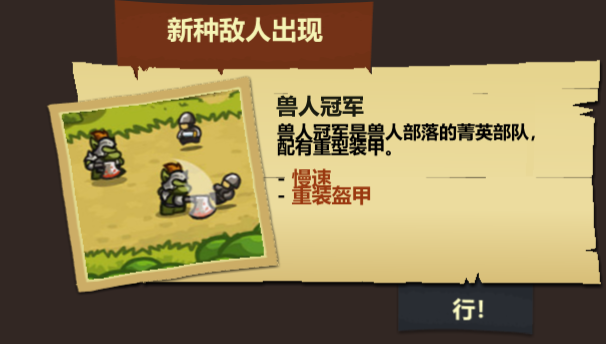 新种敌人出现
兽人冠军
兽人冠军是兽人部落的菁英部队，
配有重型装甲。
- 慢速
- 重装盔甲
行!